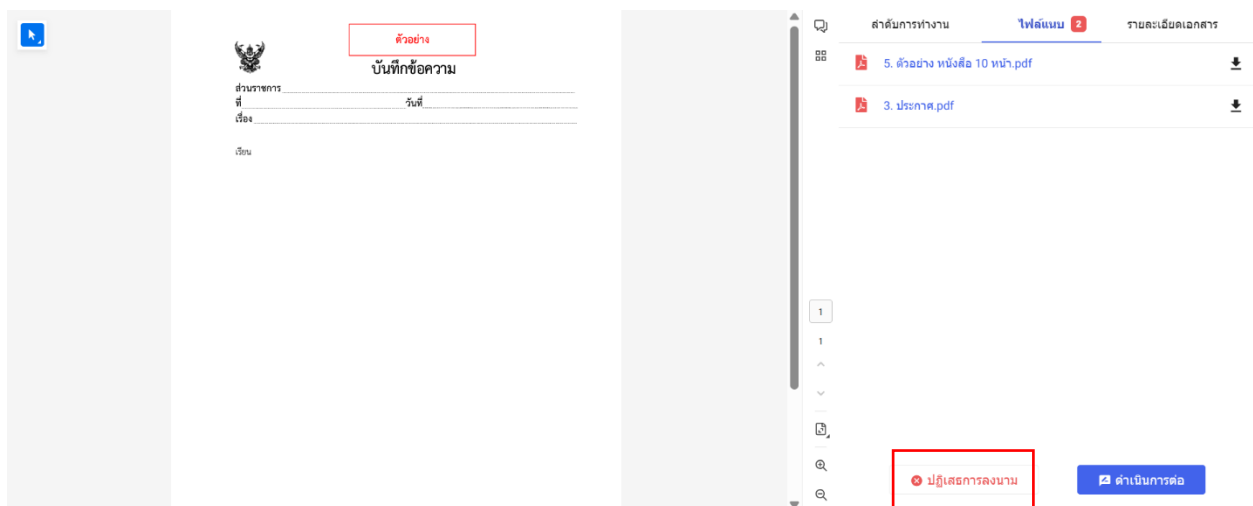 ตัวอย่าง
บันทึกข้อความ
ส่วนราชการ
ที่ วันที่
เรื่อง
เรียน
1
1
ลำดับการทำงาน ไฟล์แนบ 2 รายละเอียดเอกสาร
5. ตัวอย่าง หนังสือ 10 หน้า.pdf
3. ประกาศ.pdf
ปฏิเสธการลงนาม ดำเนินการต่อ